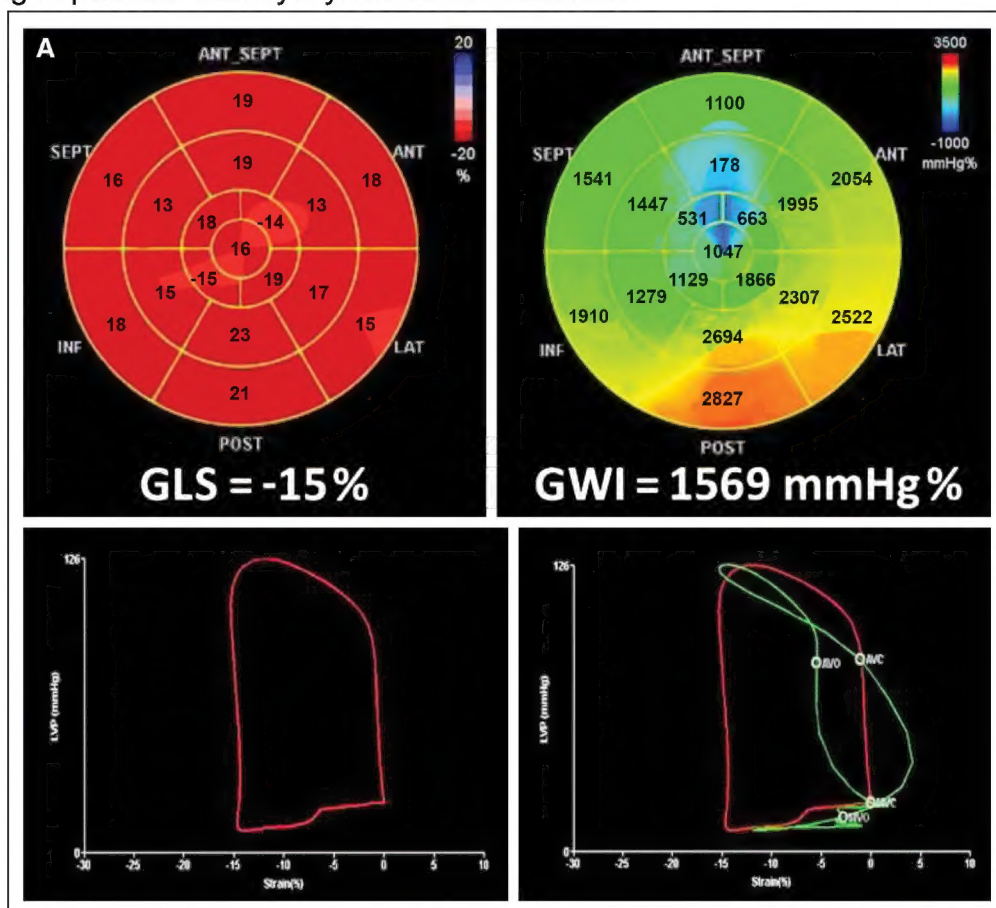 A
ANT_SEPT
20
-20
%
SEPT
ANT
INF
LAT
POST
19
16
18
19
13
13
18
-14
16
-15
19
15
17
18
15
23
21
GLS = -15%
ANT_SEPT
3500
-1000
mmHg%
SEPT
ANT
INF
LAT
POST
1100
1541
2054
178
1447
1995
531
663
1047
1129
1866
1279
2307
1910
2522
2694
2827
GWI = 1569 mmHg%
126
LVP (mmHg)
0
-30
-25
-20
-15
-10
-5
0
5
10
Strain(%)
126
LVP (mmHg)
0
AVO
AVC
MVC
MVO
-30
-25
-20
-15
-10
-5
0
5
10
Strain(%)